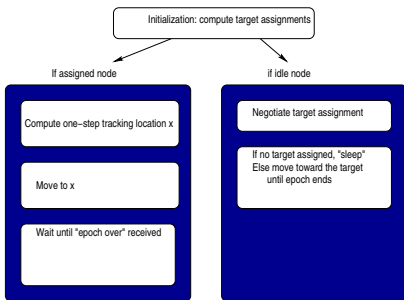 Initialization: compute target assignments
If assigned node
if idle node
Compute one-step tracking location x
Move to x
Wait until "epoch over" received
Negotiate target assignment
If no target assigned, "sleep"
Else move toward the target
until epoch ends